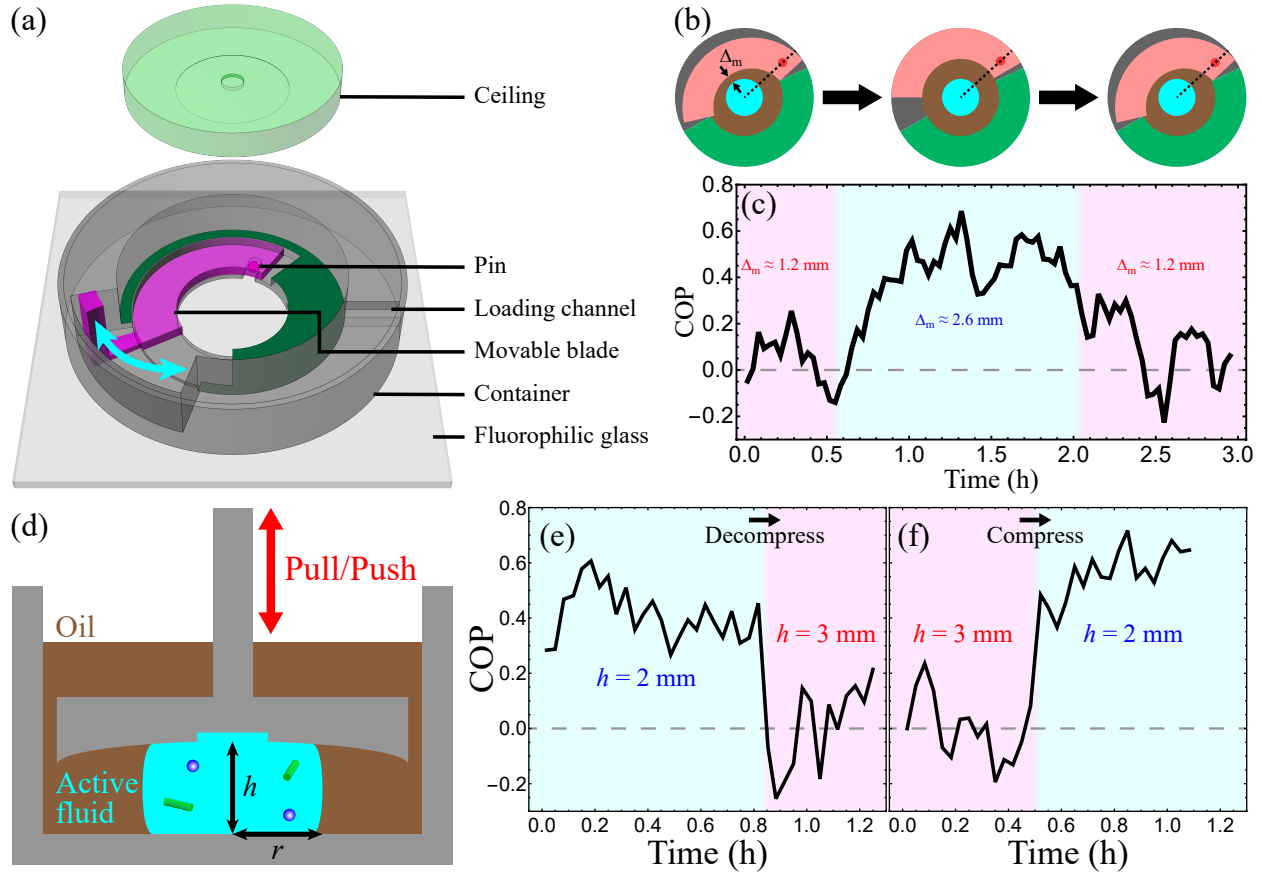 (a)
Ceiling
Pin
Loading channel
Movable blade
Container
Fluorophilic glass
(b)
Δm
(c)
0.8
0.6
0.4
0.2
0.0
−0.2
COP
Δm ≈ 1.2 mm
Δm ≈ 2.6 mm
Δm ≈ 1.2 mm
0.0 0.5 1.0 1.5 2.0 2.5 3.0
Time (h)
(d)
Pull/Push
Oil
Active
fluid
h
r
(e)
0.8
0.6
0.4
0.2
0.0
−0.2
COP
Decompress
h = 2 mm
h = 3 mm
0.0 0.2 0.4 0.6 0.8 1.0 1.2
Time (h)
(f)
Compress
h = 3 mm
h = 2 mm
0.0 0.2 0.4 0.6 0.8 1.0 1.2
Time (h)